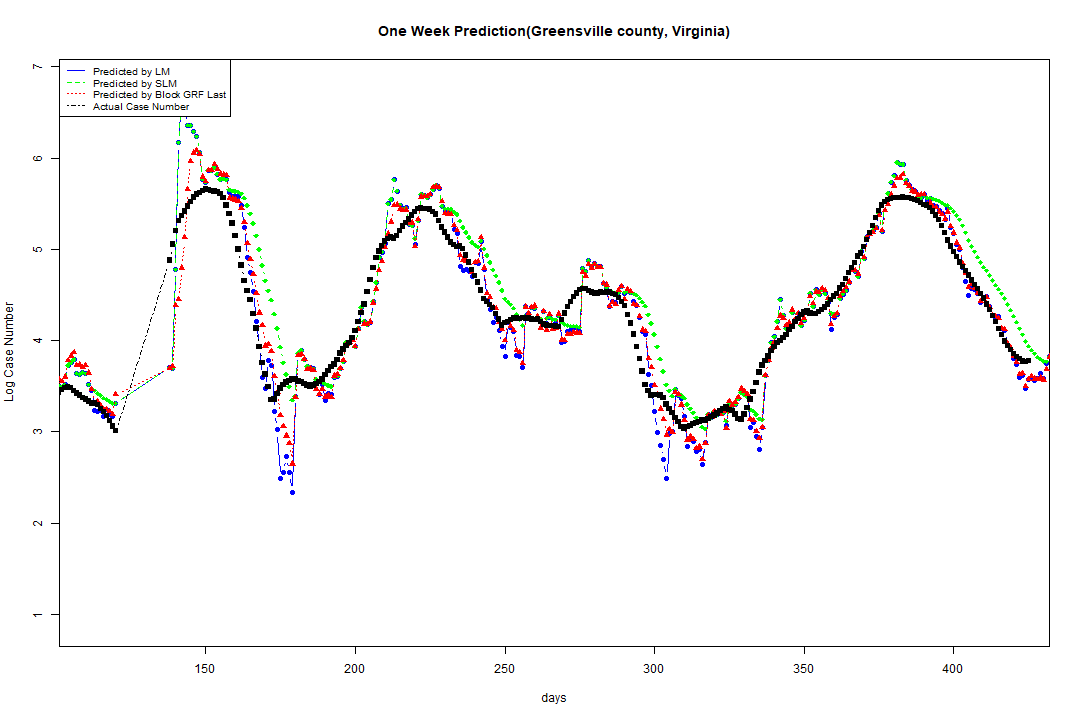 One Week Prediction(Greensville county, Virginia)
Predicted by LM
Predicted by SLM
Predicted by Block GRF Last
Actual Case Number
Log Case Number
7
6
5
4
3
2
1
150
200
250
300
350
400
days